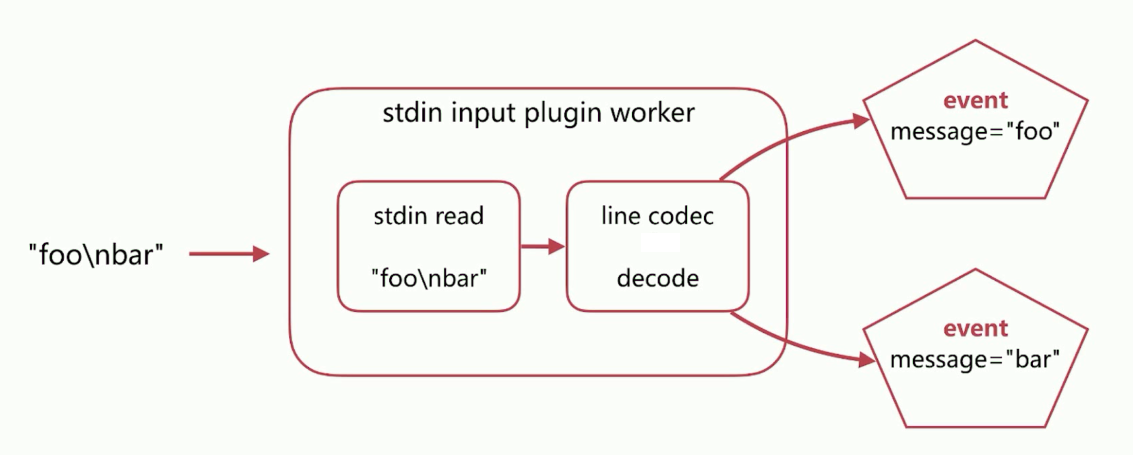 "foo\nbar"
stdin input plugin worker
stdin read
"foo\nbar"
line codec
decode
event
message="foo"
event
message="bar"